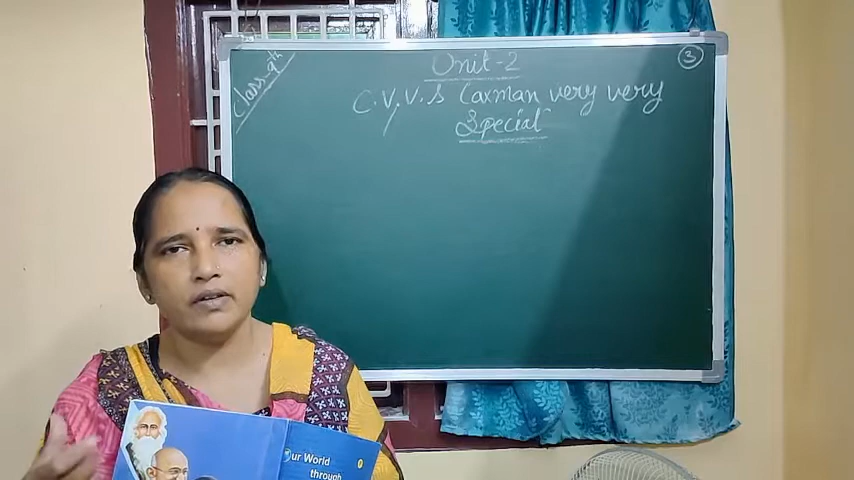 Class-9th
Unit-2
3
C.V.V.S Laxman very very
Special
Our World
through